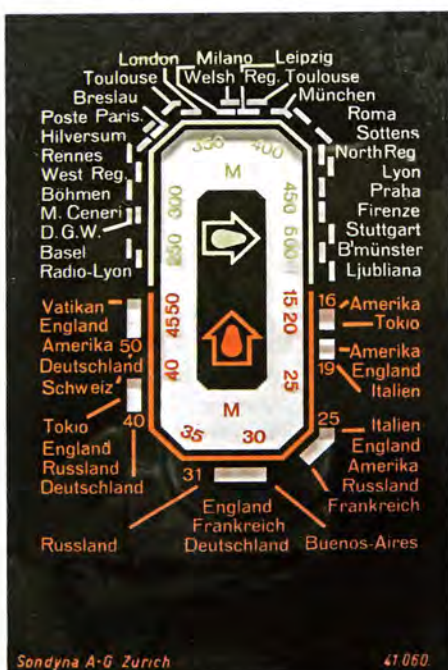 London Milano Leipzig
Toulouse Welsh Reg. Toulouse
Breslau München
Poste Paris. Roma
Hilversum Sottens
Rennes North Reg
West Reg. Lyon
Böhmen Praha
M. Ceneri Firenze
D.G.W. Stuttgart
Basel B'münster
Radio-Lyon Ljubliana
350 400
M
300 450
250 500
Vatikan
England
Amerika 50
Deutschland
Schweiz
Tokio 40
England
Russland
Deutschland
50
45
40
35 30
M
15
20
25
16 Amerika
Tokio
Amerika
19 England
Italien
25 Italien
England
Amerika
Russland
Frankreich
31
England
Frankreich
Russland Deutschland Buenos-Aires
Sondyna A-G Zurich 41.060